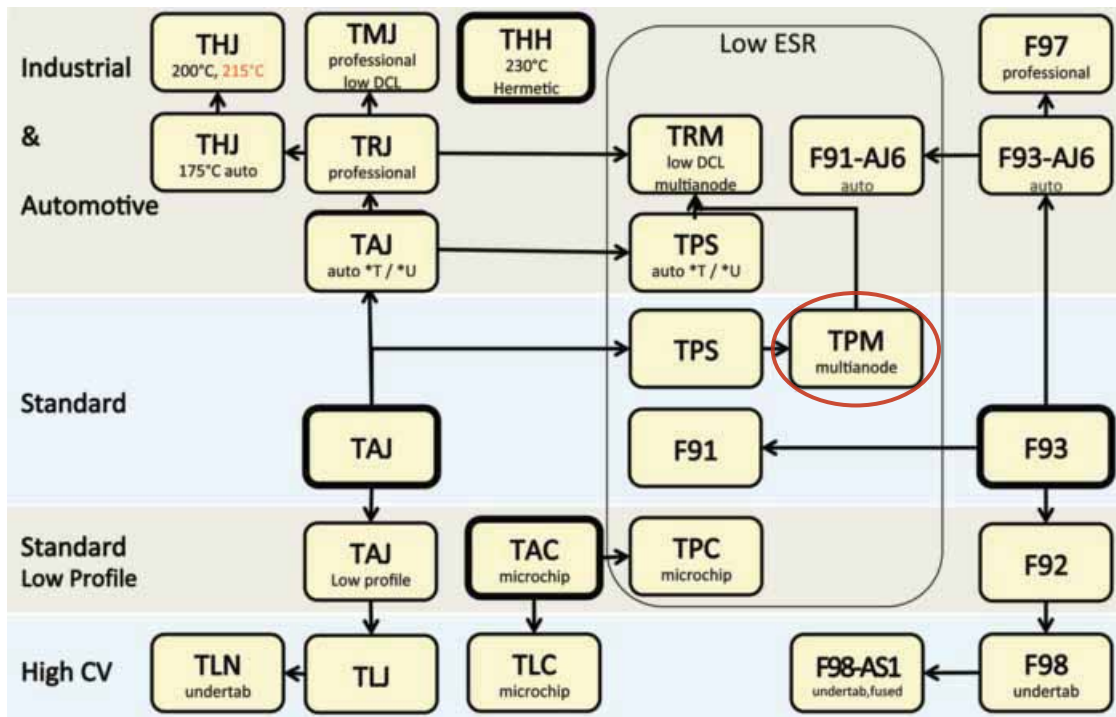 Industrial
&
Automotive
THJ
200°C, 215°C
TMJ
professional
low DCL
THH
230°C
Hermetic
Low ESR
F97
professional
THJ
175°C auto
TRJ
professional
TRM
low DCL
multianode
F91-AJ6
auto
F93-AJ6
auto
TAJ
auto *T / *U
TPS
auto *T / *U
Standard
TPS
TPM
multianode
TAJ
F91
F93
Standard
Low Profile
TAJ
Low profile
TAC
microchip
TPC
microchip
F92
High CV
TLN
undertab
TLJ
TLC
microchip
F98-AS1
undertab,fused
F98
undertab